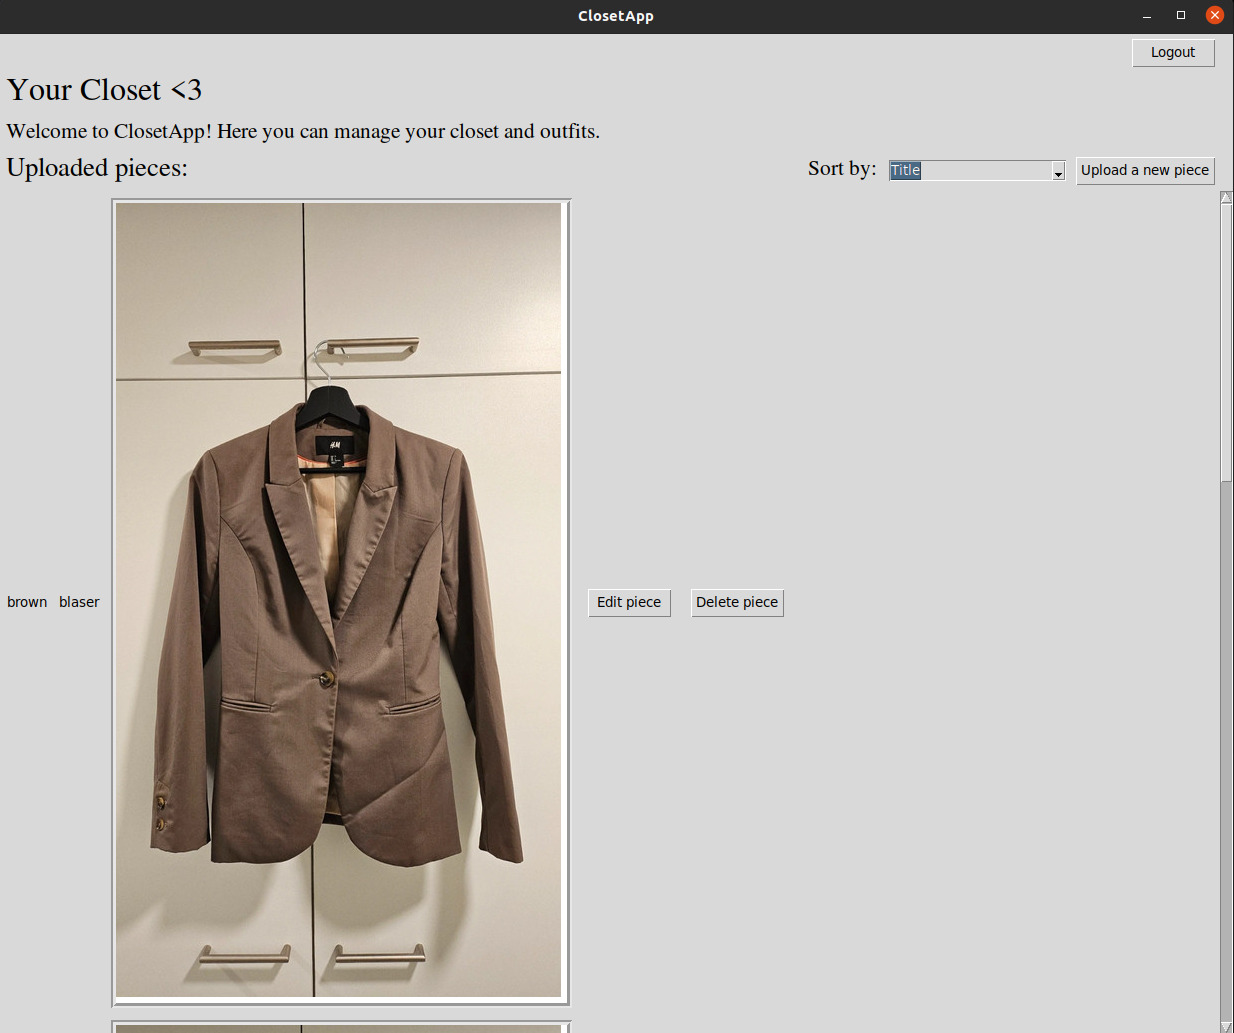 ClosetApp
Logout
Your Closet <3
Welcome to ClosetApp! Here you can manage your closet and outfits.
Uploaded pieces:
Sort by:
Title
Upload a new piece
H&M
brown
blaser
Edit piece
Delete piece